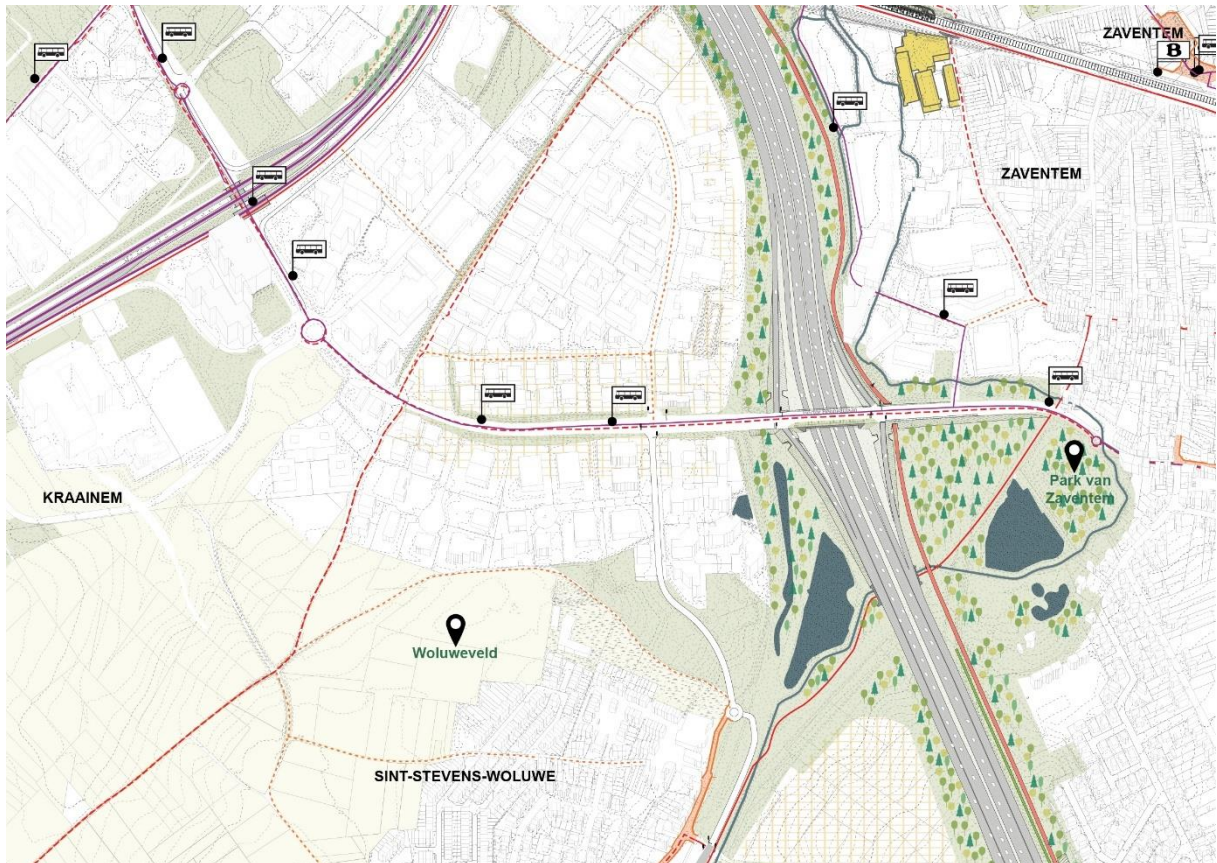 ZAVENTEM
B
ZAVENTEM
Park van
Zaventem
KRAAINEM
Woluweveld
SINT-STEVENS-WOLUWE